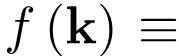 f (k) ≡